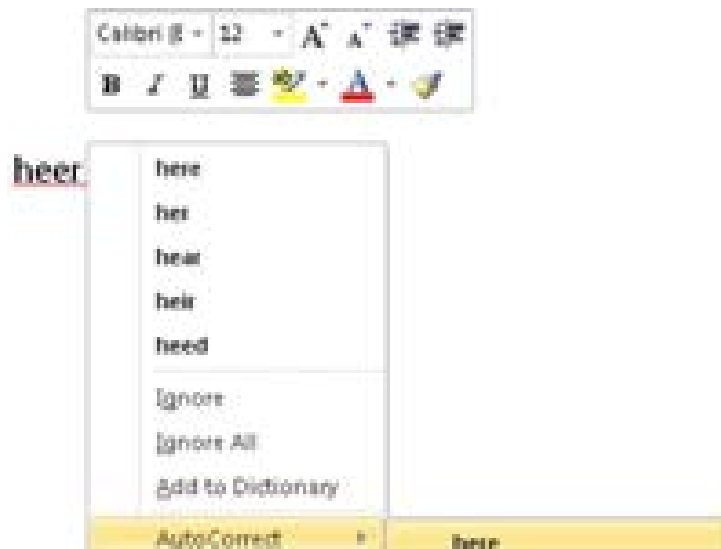 Calibri (E 12 A A
B I U A
heer
here
her
hear
heir
heed
Ignore
Ignore All
Add to Dictionary
AutoCorrect here